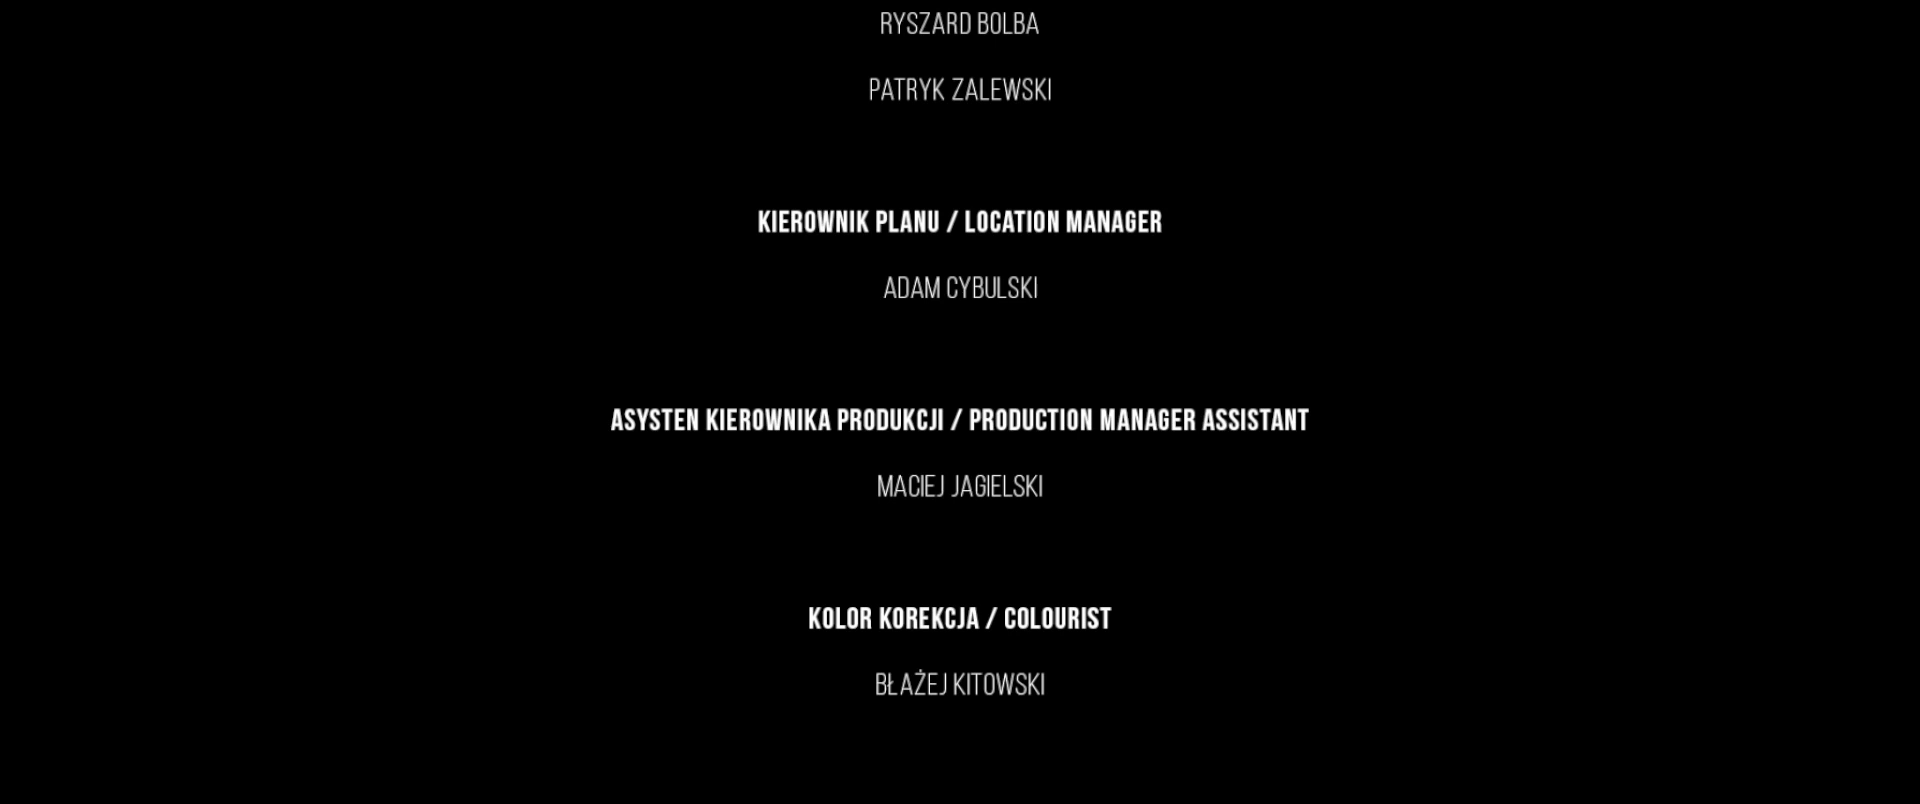 RYSZARD BOLBA
PATRYK ZALEWSKI
KIEROWNIK PLANU / LOCATION MANAGER
ADAM CYBULSKI
ASYSTEN KIEROWNIKA PRODUKCJI / PRODUCTION MANAGER ASSISTANT
MACIEJ JAGIELSKI
KOLOR KOREKCJA / COLOURIST
BŁAŻEJ KITOWSKI